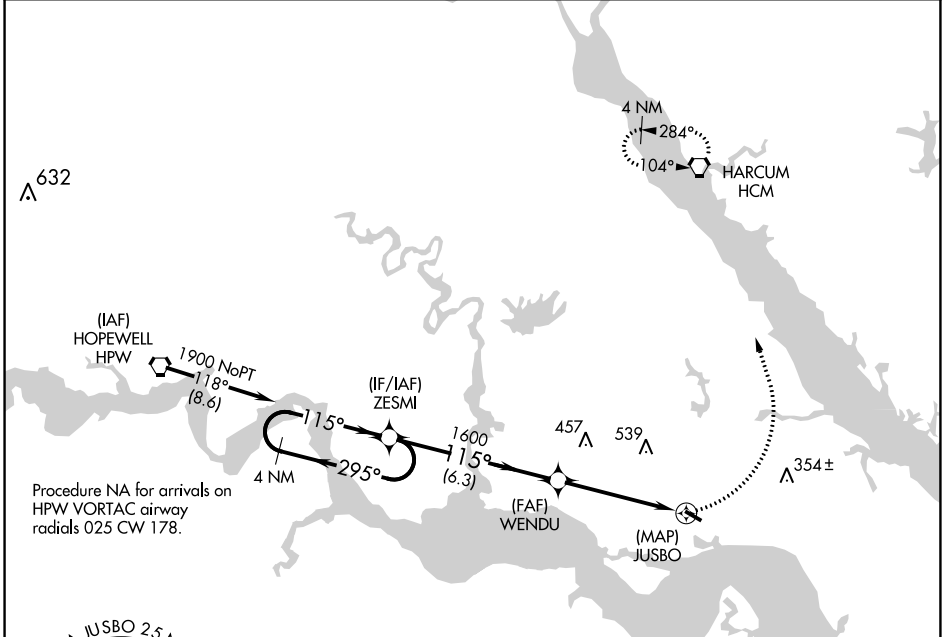 4 NM
284°
104°
HARCUM
HCM
632
(IAF)
HOPEWELL
HPW
1900 NoPT
118°
(8.6)
(IF/IAF)
ZESMI
115°
295°
4 NM
1600
115°
(6.3)
457
539
354±
(FAF)
WENDU
(MAP)
JUSBO
Procedure NA for arrivals on
HPW VORTAC airway
radials 025 CW 178.
JUSBO 25